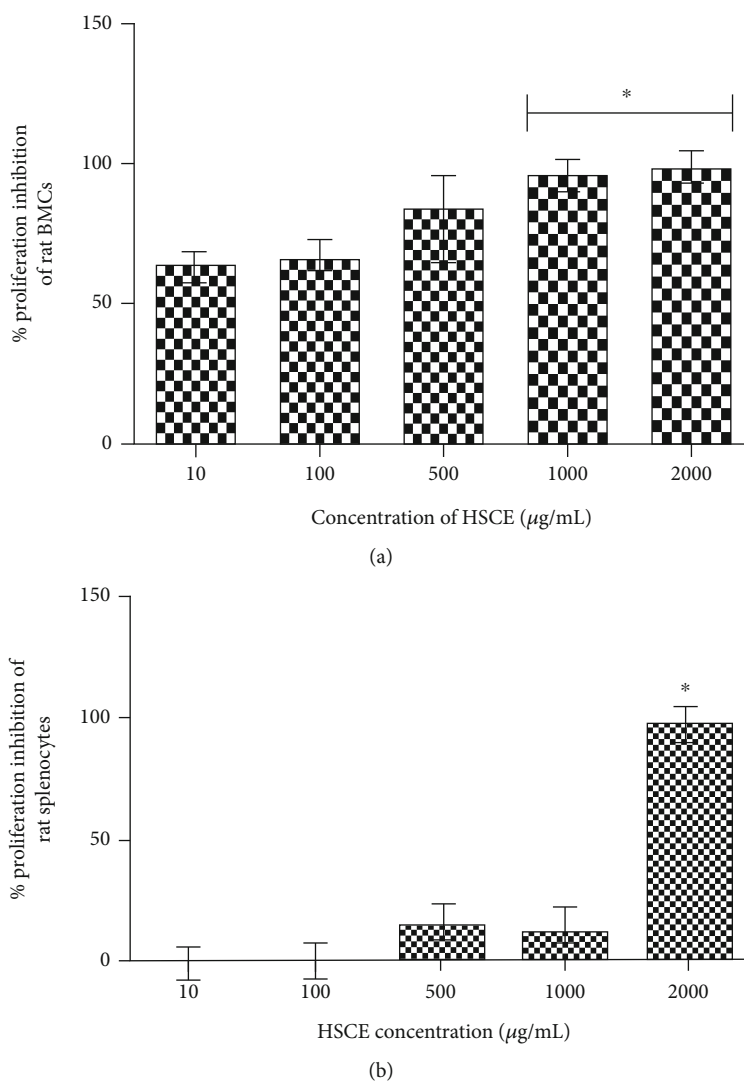 150
100
50
0
% proliferation inhibition
of rat BMCs
*
10 100 500 1000 2000
Concentration of HSCE (μg/mL)
(a)
150
100
50
0
% proliferation inhibition of
rat splenocytes
*
10 100 500 1000 2000
HSCE concentration (μg/mL)
(b)